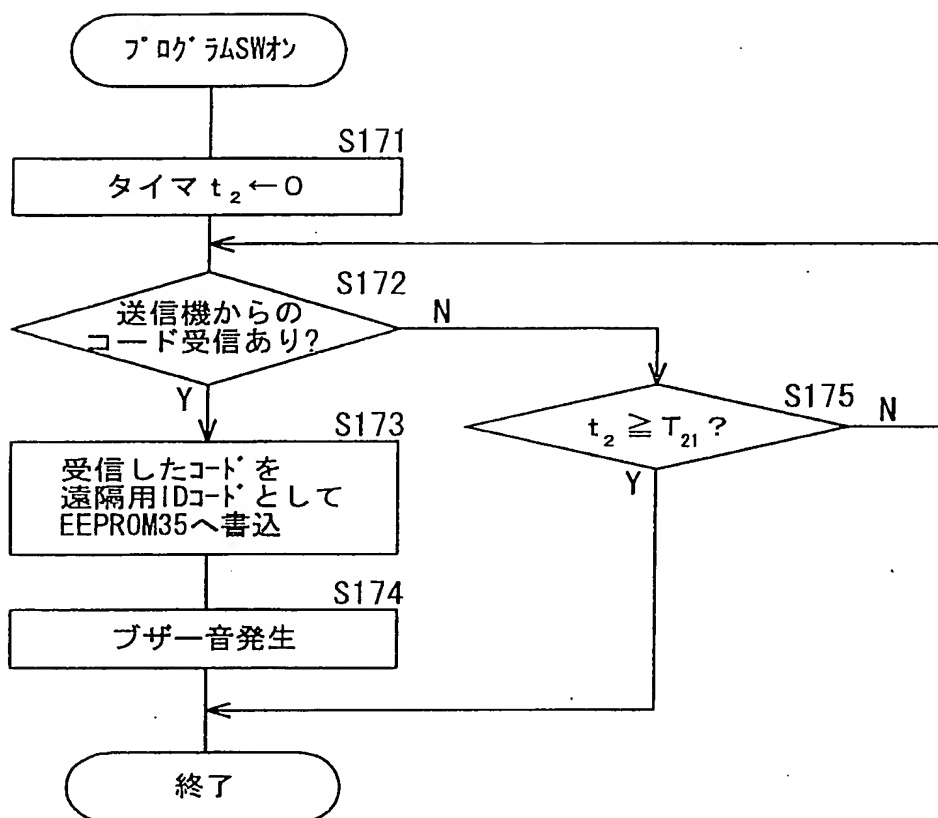 プログラムSWオン
S171
タイマ t₂←0
S172
送信機からの
コード受信あり?
N
Y
S173
受信したコードを
遠隔用IDコードとして
EEPROM35へ書込
S174
ブザー音発生
S175
t₂≧T₂₁?
N
Y
終了